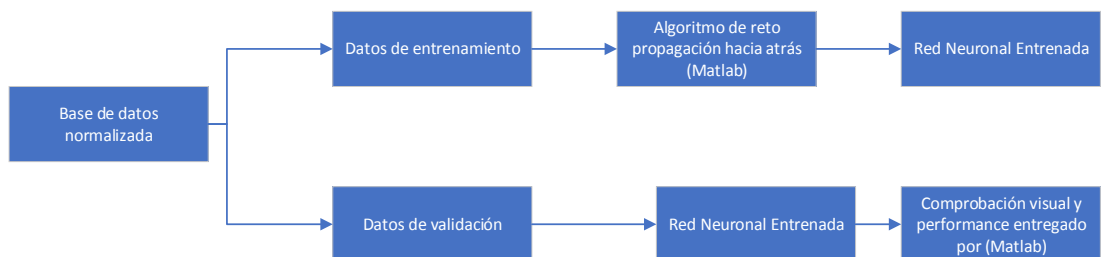 Base de datos
normalizada
Datos de entrenamiento
Algoritmo de reto
propagación hacia atrás
(Matlab)
Red Neuronal Entrenada
Datos de validación
Red Neuronal Entrenada
Comprobación visual y
performance entregado
por (Matlab)